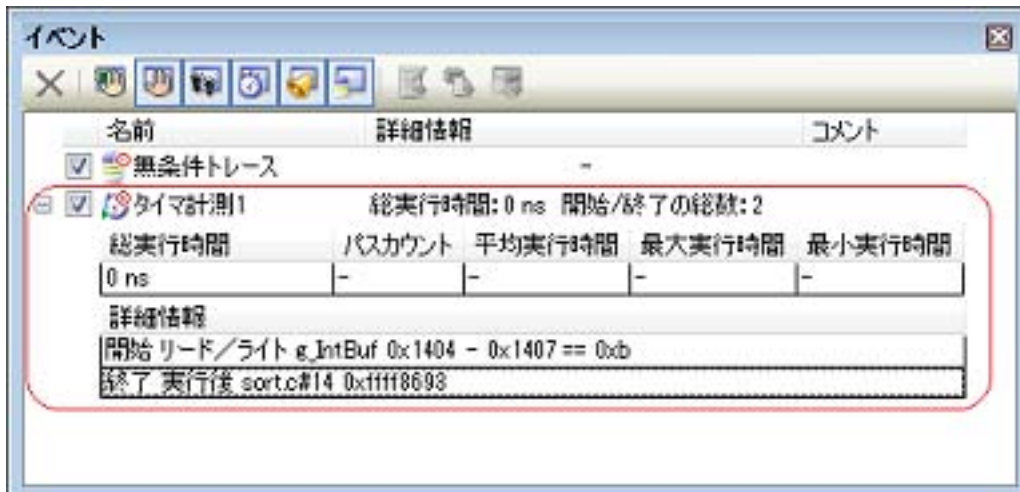 イベント
名前 詳細情報 コメント
無条件トレース -
タイマ計測1 総実行時間: 0 ns 開始/終了の総数: 2
総実行時間 パスカウント 平均実行時間 最大実行時間 最小実行時間
0 ns - - - -
詳細情報
開始 リード／ライト g_IntBuf 0x1404 - 0x1407 == 0xb
終了 実行後 sort.c#14 0xffff8693